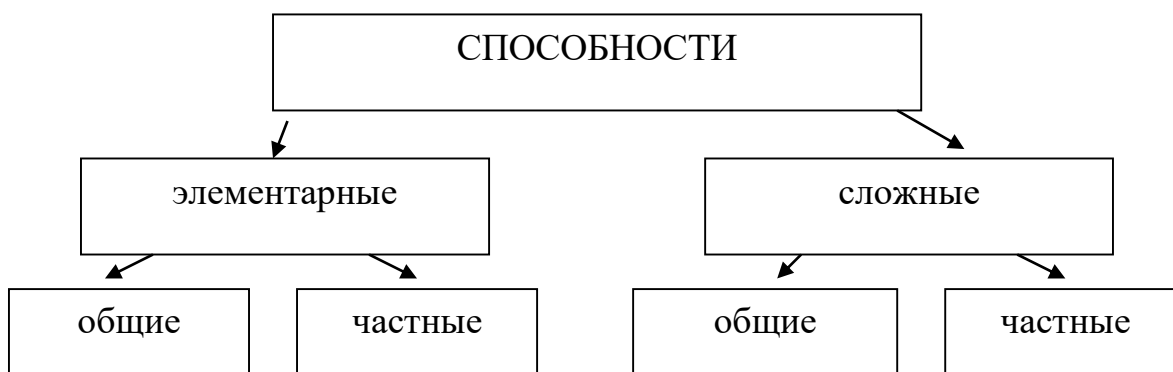 СПОСОБНОСТИ
элементарные
сложные
общие
частные
общие
частные